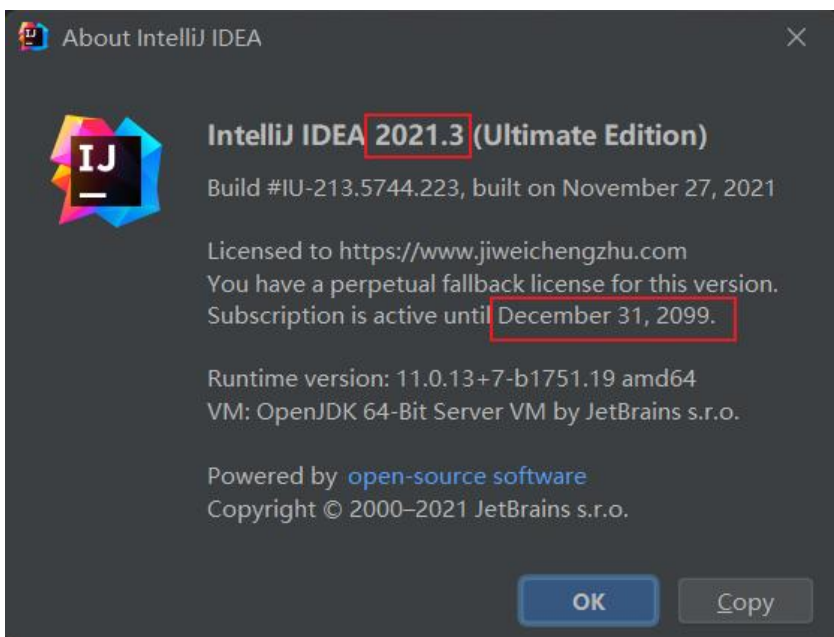 About IntelliJ IDEA
IJ
IntelliJ IDEA 2021.3 (Ultimate Edition)
Build #IU-213.5744.223, built on November 27, 2021
Licensed to https://www.jiweichengzhu.com
You have a perpetual fallback license for this version.
Subscription is active until December 31, 2099.
Runtime version: 11.0.13+7-b1751.19 amd64
VM: OpenJDK 64-Bit Server VM by JetBrains s.r.o.
Powered by open-source software
Copyright © 2000–2021 JetBrains s.r.o.
OK
Copy